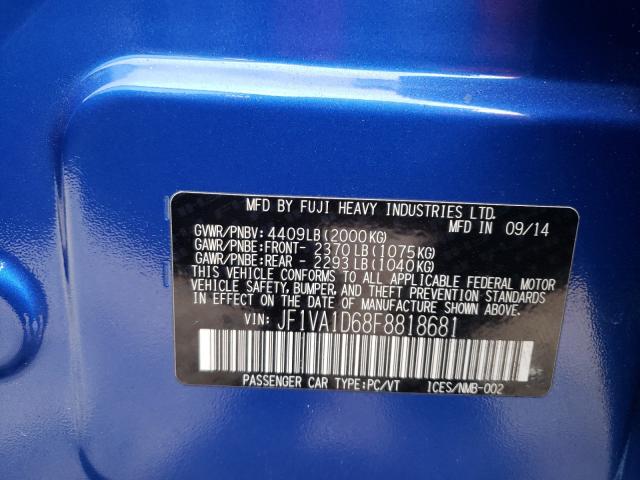 MFD BY FUJI HEAVY INDUSTRIES LTD.
MFD IN 09/14
GVWR/PNBV: 4409LB(2000KG)
GAWR/PNBE:FRONT- 2370LB(1075KG)
GAWR/PNBE:REAR - 2293LB(1040KG)
THIS VEHICLE CONFORMS TO ALL APPLICABLE FEDERAL MOTOR
VEHICLE SAFETY, BUMPER, AND THEFT PREVENTION STANDARDS
IN EFFECT ON THE DATE OF MANUFACTURE SHOWN ABOVE.
VIN: JF1VA1D68F8818681
PASSENGER CAR TYPE:PC/VT ICES/NMB-002